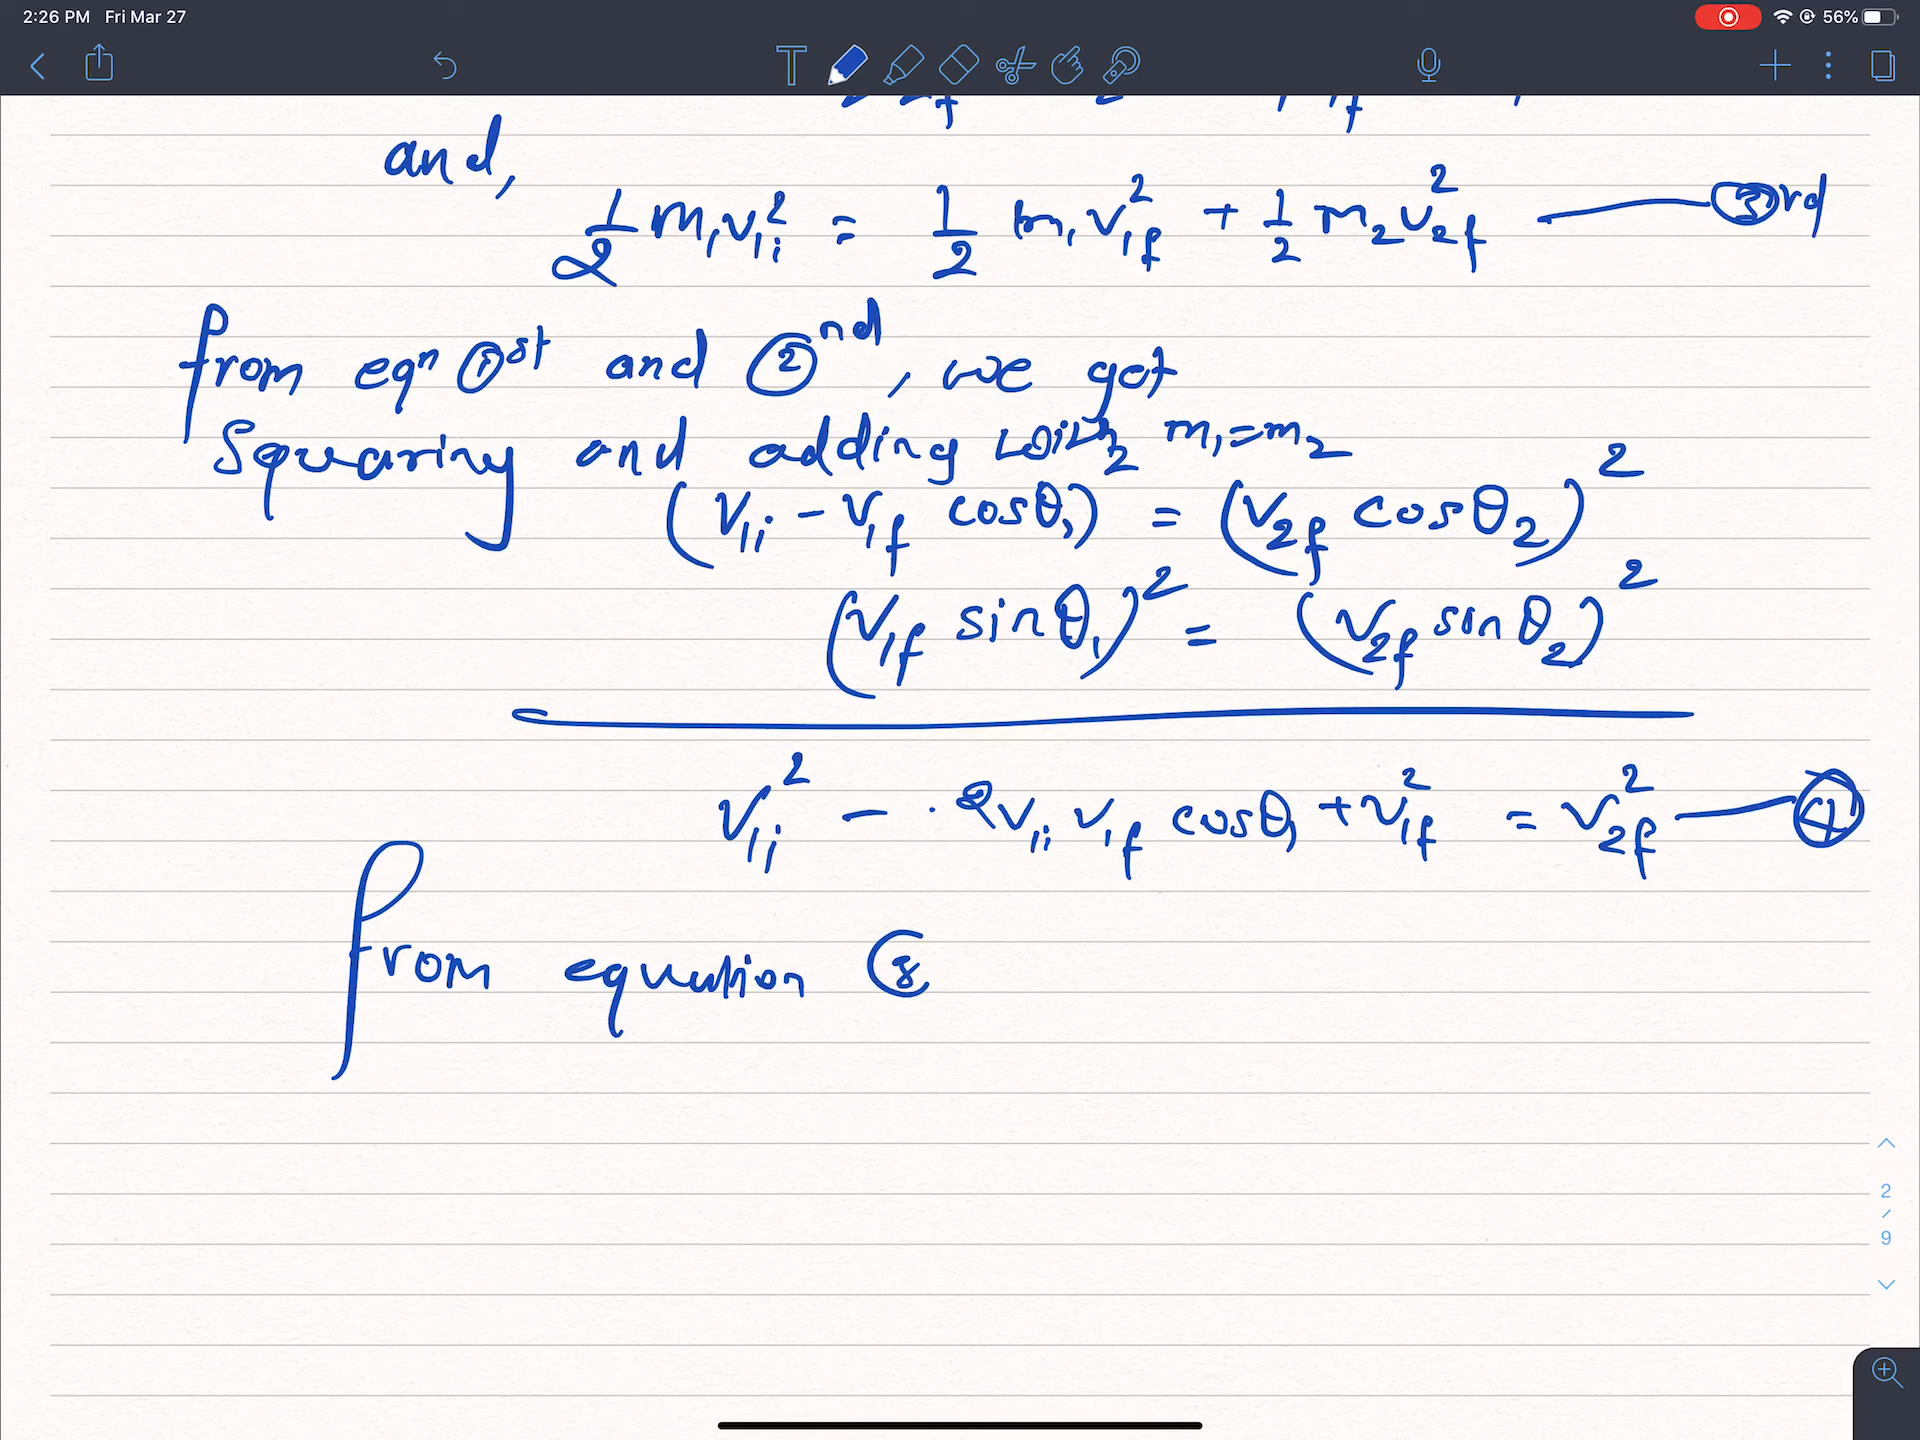 2:26 PM Fri Mar 27 56%
and,
1/2 m₁v₁ᵢ² = 1/2 m₁v₁f² + 1/2 m₂v₂f² — ③rd
from eqⁿ ①st and ②nd, we get
Squaring and adding with m₁=m₂
(v₁ᵢ - v₁f cosθ₁)² = (v₂f cosθ₂)²
(v₁f sinθ₁)² = (v₂f sinθ₂)²
v₁ᵢ² - 2v₁ᵢ v₁f cosθ₁ + v₁f² = v₂f² — ④
from equation
2/9